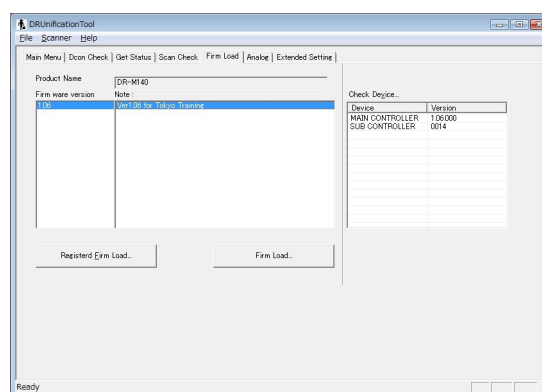 DRUnificationTool
File Scanner Help
Main Menu Dcon Check Get Status Scan Check Firm Load Analog Extended Setting
Product Name DR-M140
Firm ware version Note :
1.06 Ver1.06 for Tokyo Training
Check Device...
Device Version
MAIN CONTROLLER 1.06.000
SUB CONTROLLER 0014
Registerd Firm Load... Firm Load...
Ready